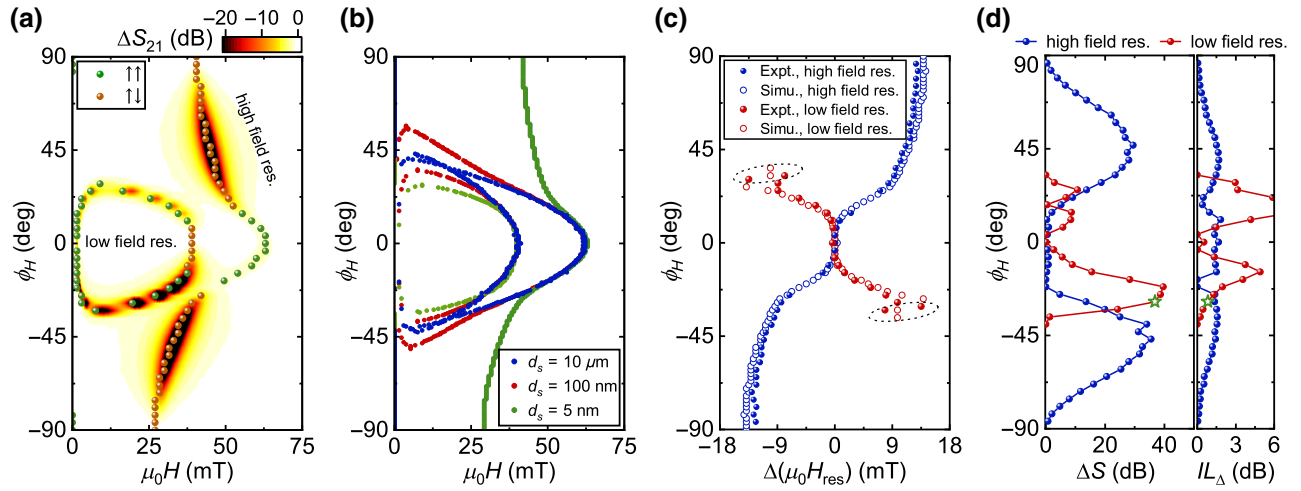 (a)
ΔS21 (dB)
−20 −10 0
↑↑
↑↓
high field res.
low field res.
90
45
0
−45
−90
ϕH (deg)
0 25 50 75
μ0H (mT)
(b)
90
45
0
−45
−90
ϕH (deg)
ds = 10 μm
ds = 100 nm
ds = 5 nm
0 25 50 75
μ0H (mT)
(c)
Expt., high field res.
Simu., high field res.
Expt., low field res.
Simu., low field res.
90
45
0
−45
−90
ϕH (deg)
−18 −9 0 9 18
Δ(μ0Hres) (mT)
(d)
high field res. low field res.
90
45
0
−45
−90
ϕH (deg)
0 20 40
ΔS (dB)
0 3 6
ILΔ (dB)